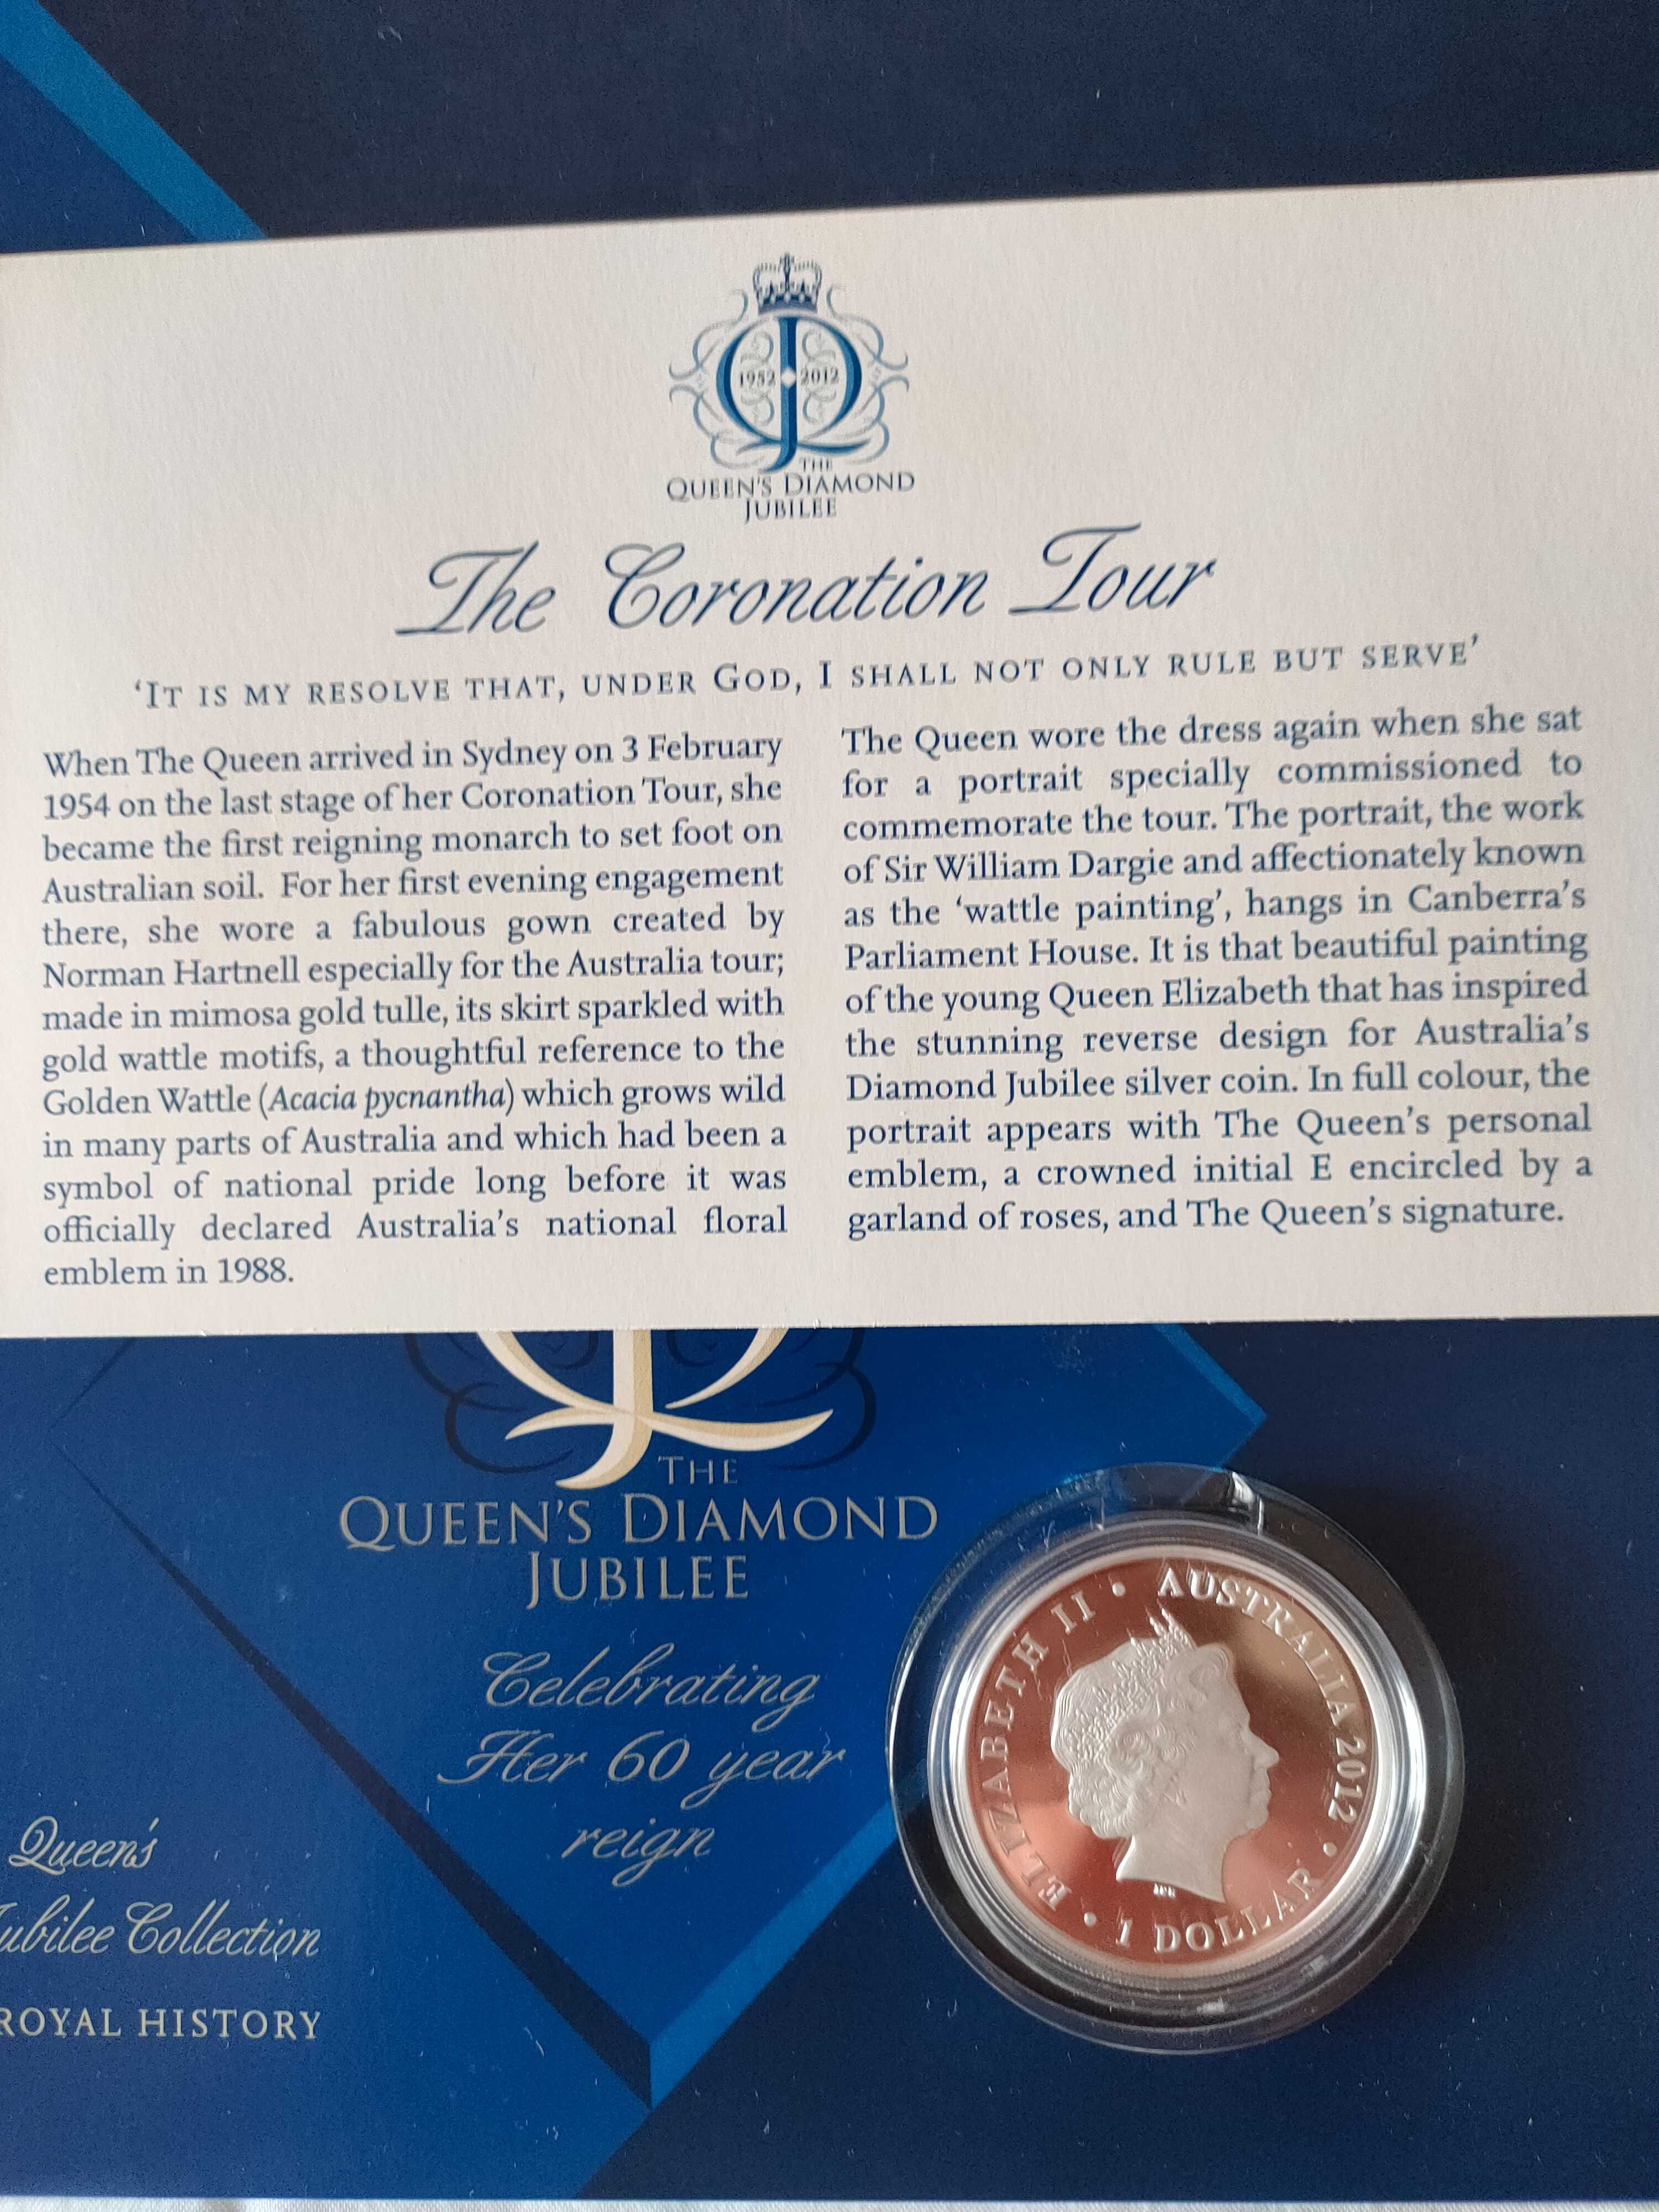 1952 2012
THE
QUEEN'S DIAMOND
JUBILEE
The Coronation Tour
‘IT IS MY RESOLVE THAT, UNDER GOD, I SHALL NOT ONLY RULE BUT SERVE’
When The Queen arrived in Sydney on 3 February
1954 on the last stage of her Coronation Tour, she
became the first reigning monarch to set foot on
Australian soil. For her first evening engagement
there, she wore a fabulous gown created by
Norman Hartnell especially for the Australia tour;
made in mimosa gold tulle, its skirt sparkled with
gold wattle motifs, a thoughtful reference to the
Golden Wattle (Acacia pycnantha) which grows wild
in many parts of Australia and which had been a
symbol of national pride long before it was
officially declared Australia’s national floral
emblem in 1988.
The Queen wore the dress again when she sat
for a portrait specially commissioned to
commemorate the tour. The portrait, the work
of Sir William Dargie and affectionately known
as the ‘wattle painting’, hangs in Canberra’s
Parliament House. It is that beautiful painting
of the young Queen Elizabeth that has inspired
the stunning reverse design for Australia’s
Diamond Jubilee silver coin. In full colour, the
portrait appears with The Queen’s personal
emblem, a crowned initial E encircled by a
garland of roses, and The Queen’s signature.
THE
QUEEN'S DIAMOND
JUBILEE
Celebrating
Her 60 year
reign
Queen's
ubilee Collection
ROYAL HISTORY
ELIZABETH II • AUSTRALIA 2012 •
• 1 DOLLAR